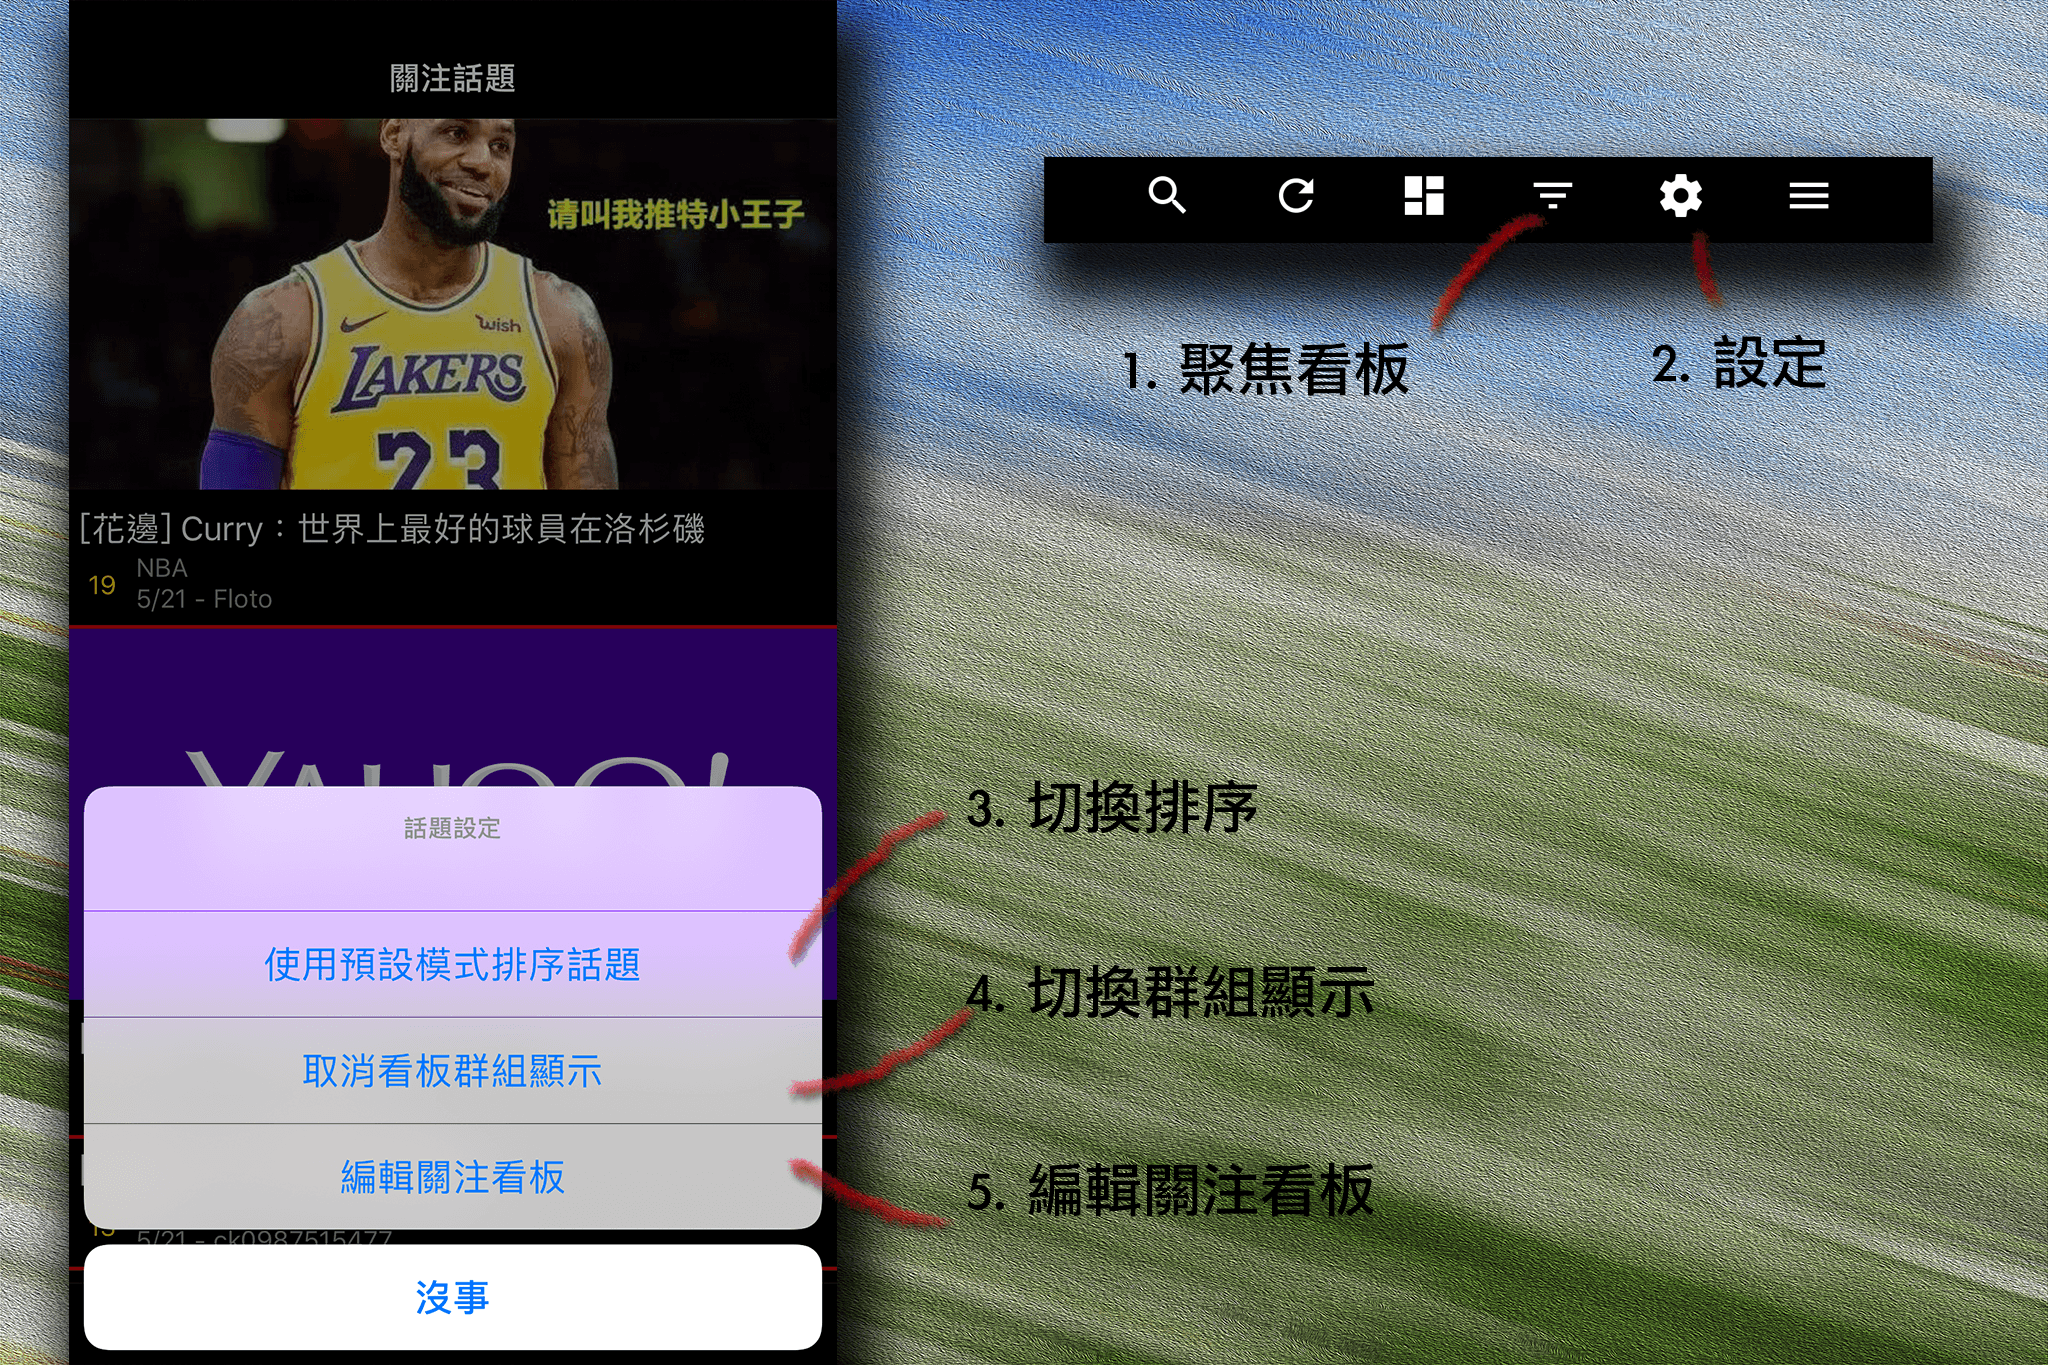 關注話題
请叫我推特小王子
wish
LAKERS
23
[花邊] Curry：世界上最好的球員在洛杉磯
19
NBA
5/21 - Floto
YAHOO!
話題設定
使用預設模式排序話題
取消看板群組顯示
編輯關注看板
5/21 - ck0987515477
沒事
1. 聚焦看板
2. 設定
3. 切換排序
4. 切換群組顯示
5. 編輯關注看板